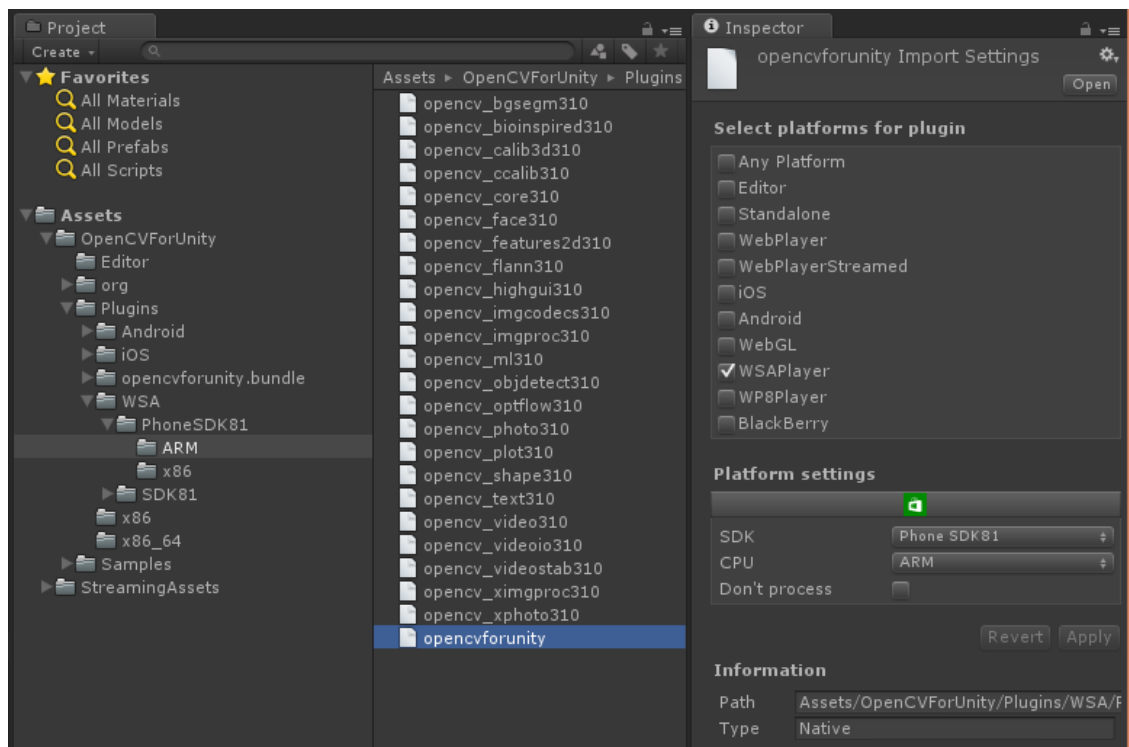 Project
Create
Favorites
All Materials
All Models
All Prefabs
All Scripts
Assets
OpenCVForUnity
Editor
org
Plugins
Android
iOS
opencvforunity.bundle
WSA
PhoneSDK81
ARM
x86
SDK81
x86
x86_64
Samples
StreamingAssets
Assets ▸ OpenCVForUnity ▸ Plugins
opencv_bgsegm310
opencv_bioinspired310
opencv_calib3d310
opencv_ccalib310
opencv_core310
opencv_face310
opencv_features2d310
opencv_flann310
opencv_highgui310
opencv_imgcodecs310
opencv_imgproc310
opencv_ml310
opencv_objdetect310
opencv_optflow310
opencv_photo310
opencv_plot310
opencv_shape310
opencv_text310
opencv_video310
opencv_videoio310
opencv_videostab310
opencv_ximgproc310
opencv_xphoto310
opencvforunity
Inspector
opencvforunity Import Settings
Open
Select platforms for plugin
Any Platform
Editor
Standalone
WebPlayer
WebPlayerStreamed
iOS
Android
WebGL
WSAPlayer
WP8Player
BlackBerry
Platform settings
SDK Phone SDK81
CPU ARM
Don't process
Revert Apply
Information
Path Assets/OpenCVForUnity/Plugins/WSA/
Type Native